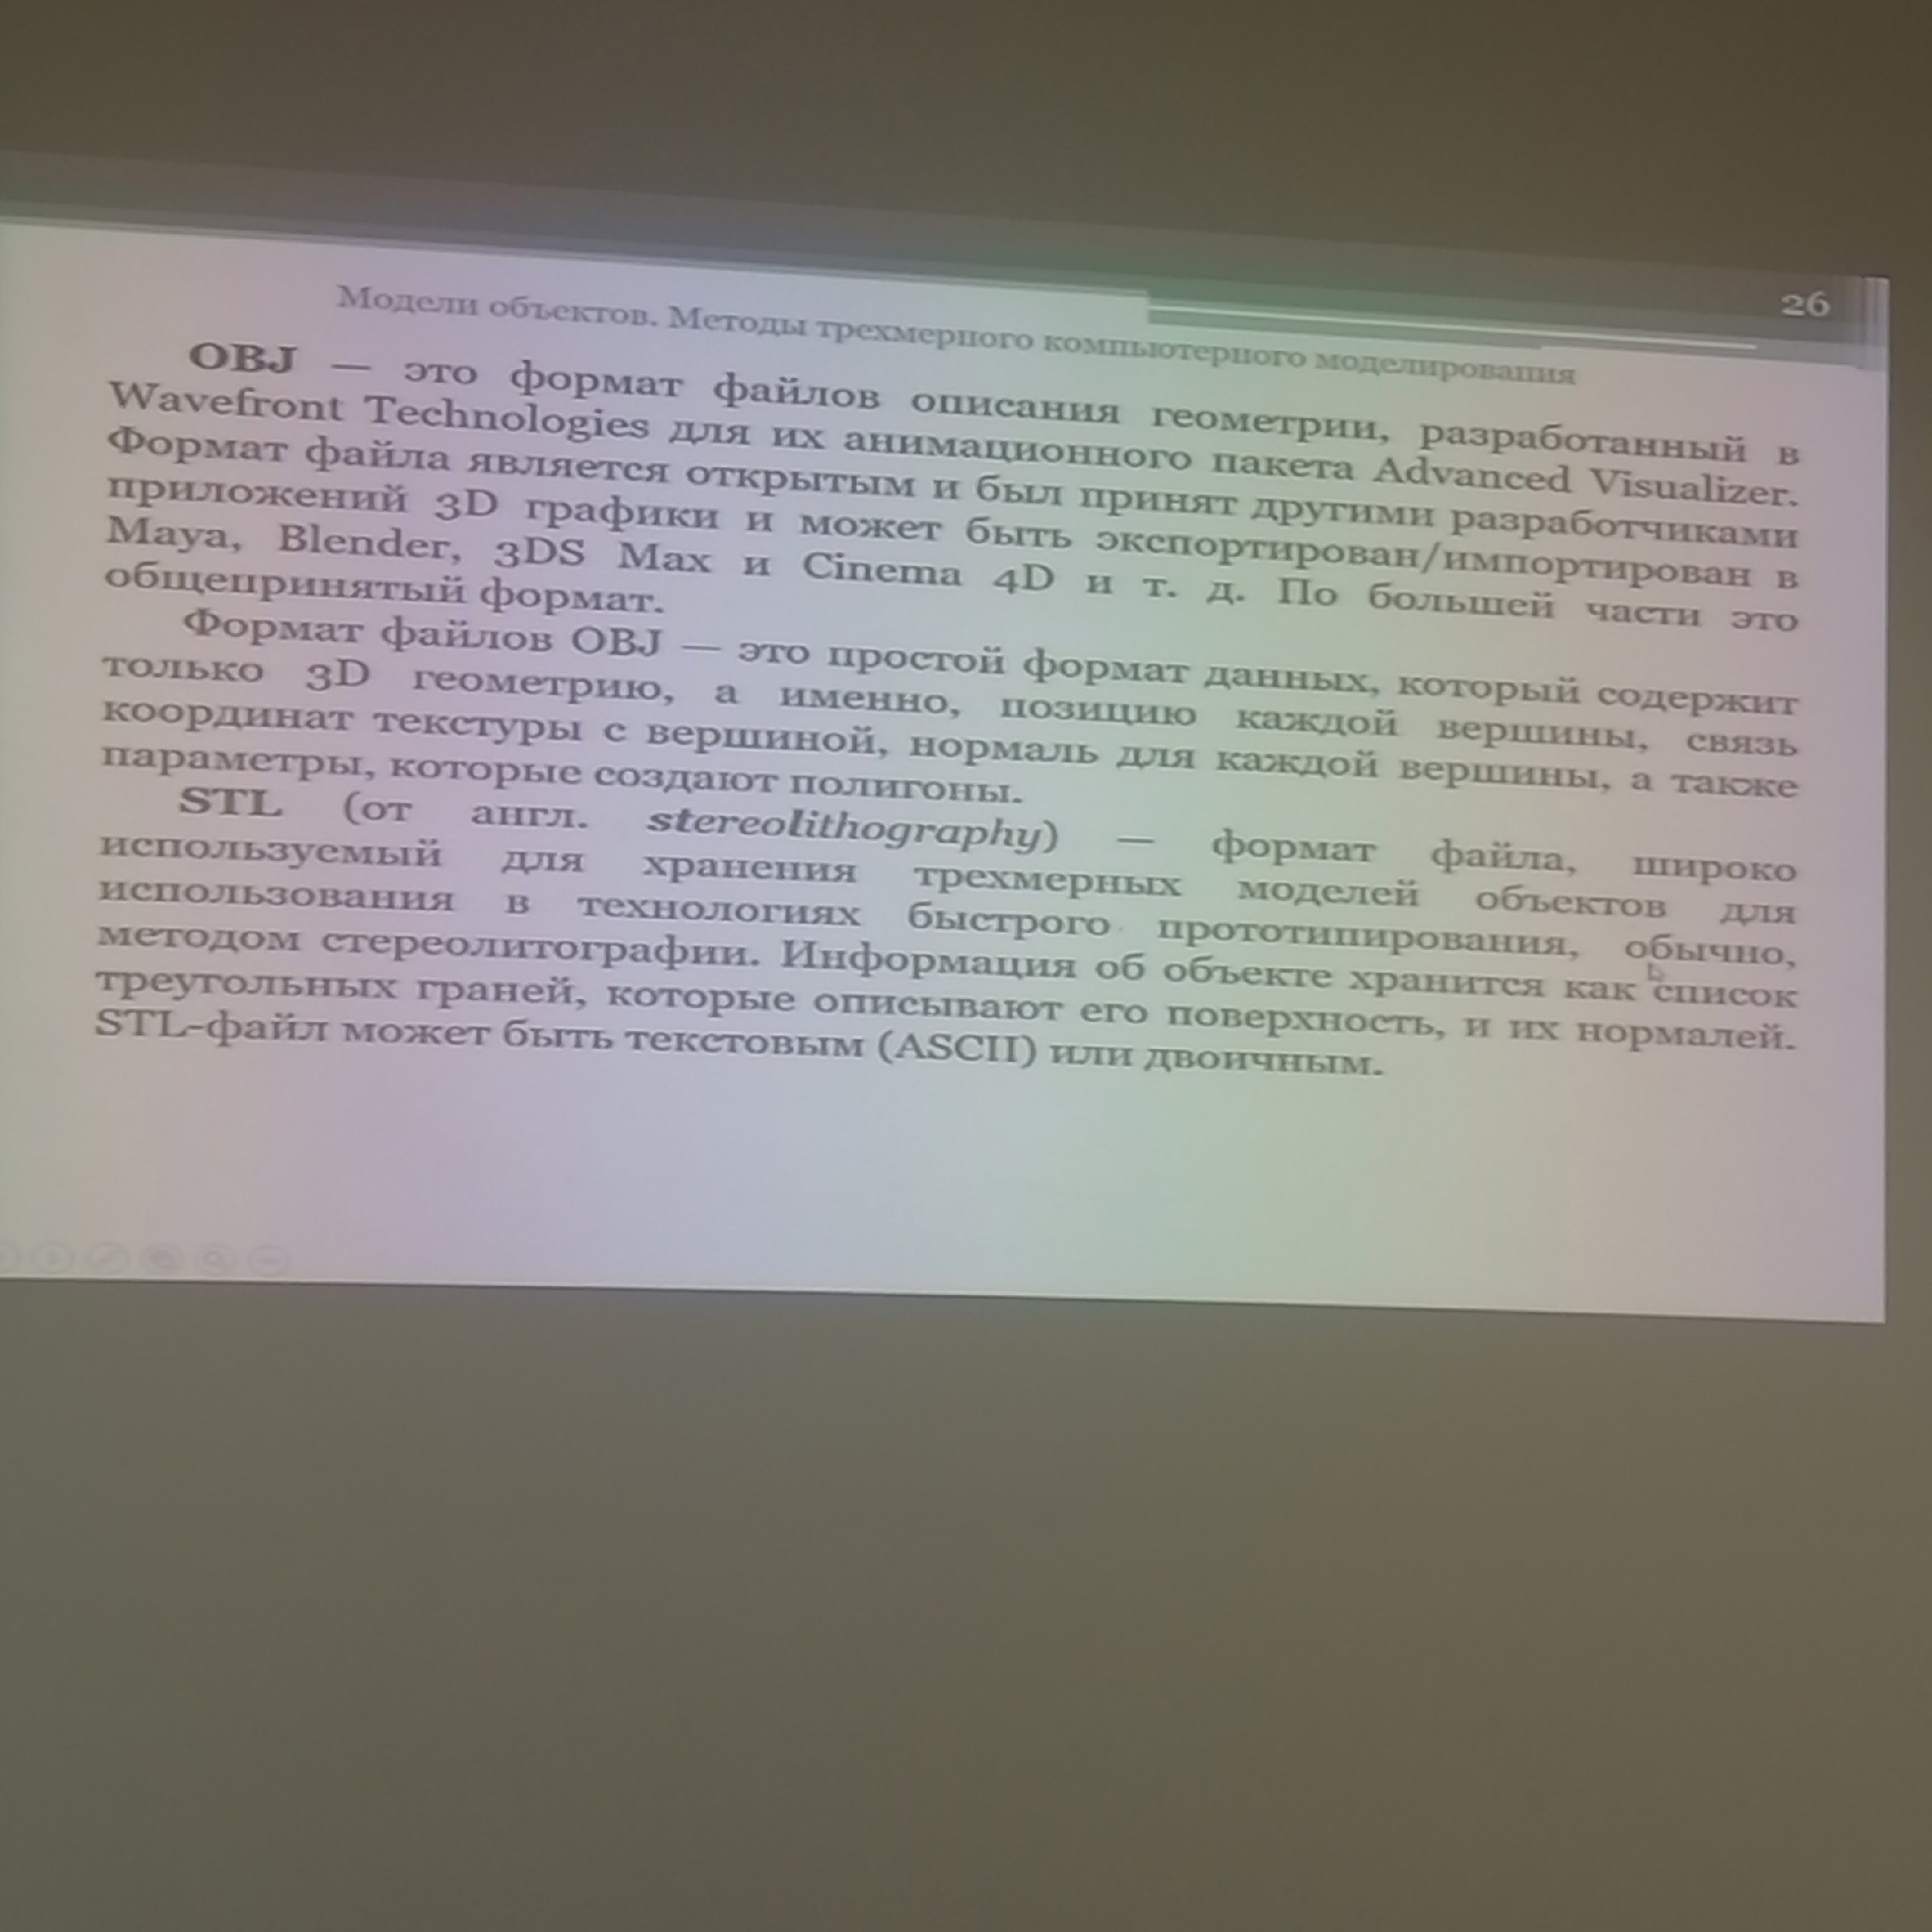 26
Модели объектов. Методы трехмерного компьютерного моделирования
OBJ — это формат файлов описания геометрии, разработанный в
Wavefront Technologies для их анимационного пакета Advanced Visualizer.
Формат файла является открытым и был принят другими разработчиками
приложений 3D графики и может быть экспортирован/импортирован в
Maya, Blender, 3DS Max и Cinema 4D и т. д. По большей части это
общепринятый формат.
Формат файлов OBJ — это простой формат данных, который содержит
только 3D геометрию, а именно, позицию каждой вершины, связь
координат текстуры с вершиной, нормаль для каждой вершины, а также
параметры, которые создают полигоны.
STL (от англ. stereolithography) — формат файла, широко
используемый для хранения трехмерных моделей объектов для
использования в технологиях быстрого прототипирования, обычно,
методом стереолитографии. Информация об объекте хранится как список
треугольных граней, которые описывают его поверхность, и их нормалей.
STL-файл может быть текстовым (ASCII) или двоичным.